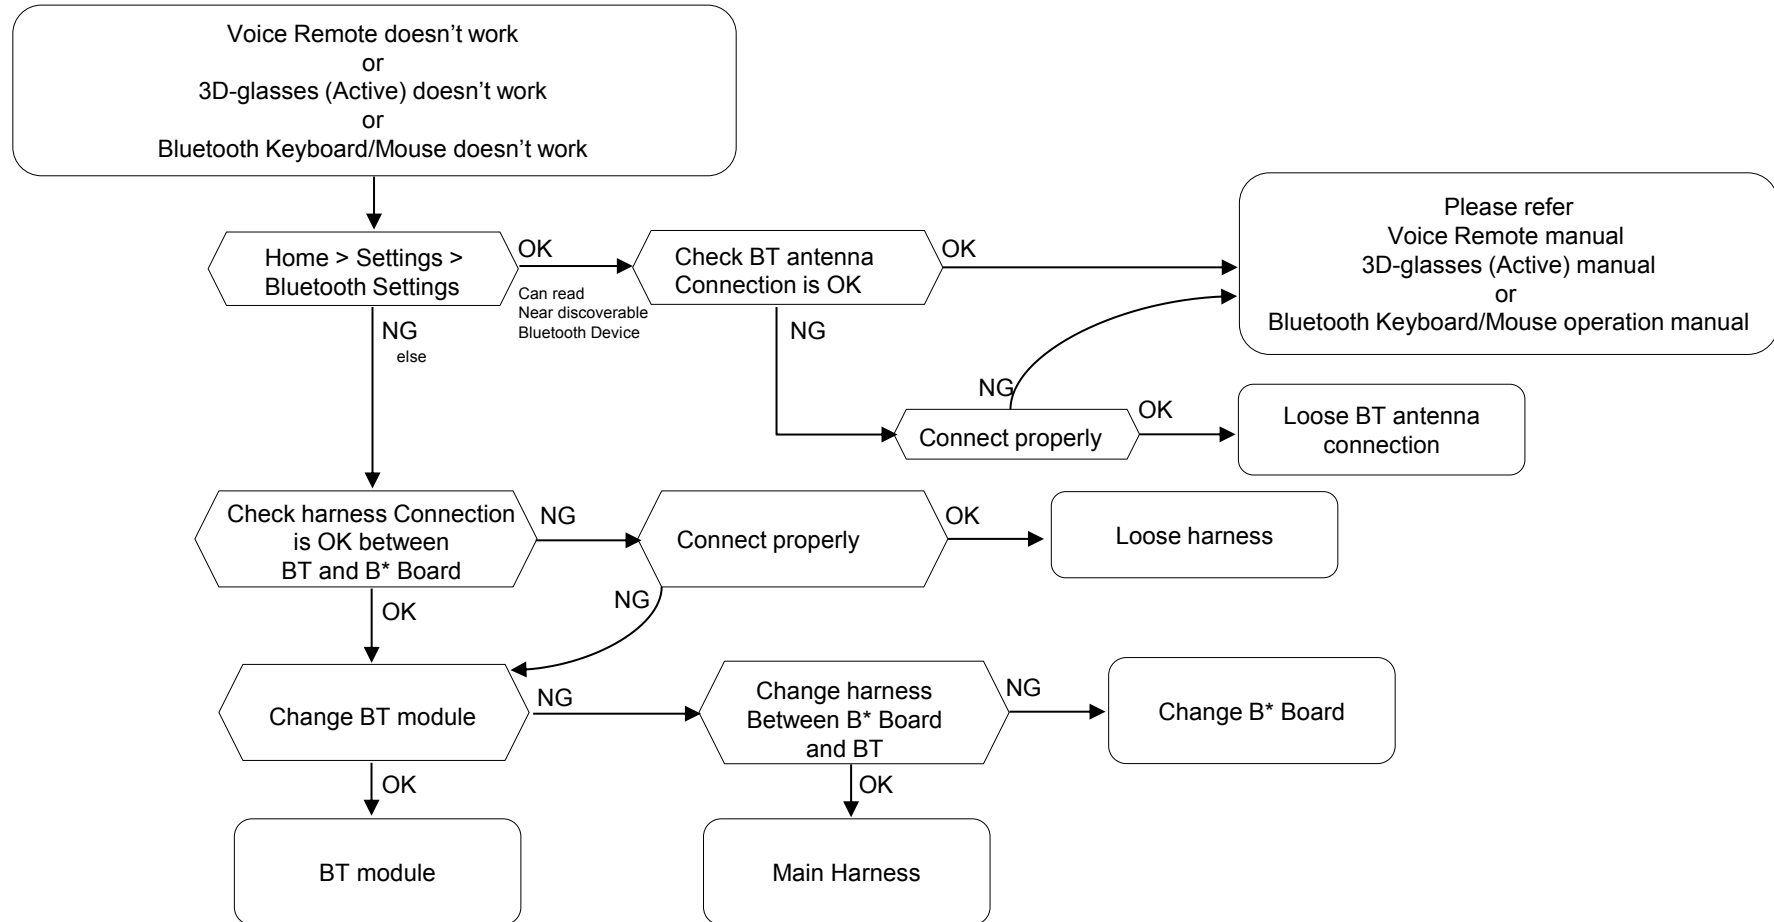 Voice Remote doesn’t work
or
3D-glasses (Active) doesn’t work
or
Bluetooth Keyboard/Mouse doesn’t work
Home > Settings >
Bluetooth Settings
OK
Can read
Near discoverable
Bluetooth Device
NG
else
Check BT antenna
Connection is OK
OK
NG
Please refer
Voice Remote manual
3D-glasses (Active) manual
or
Bluetooth Keyboard/Mouse operation manual
NG
Connect properly
OK
Loose BT antenna
connection
Check harness Connection
is OK between
BT and B* Board
NG
OK
Connect properly
OK
NG
Loose harness
Change BT module
NG
OK
Change harness
Between B* Board
and BT
NG
OK
Change B* Board
BT module
Main Harness